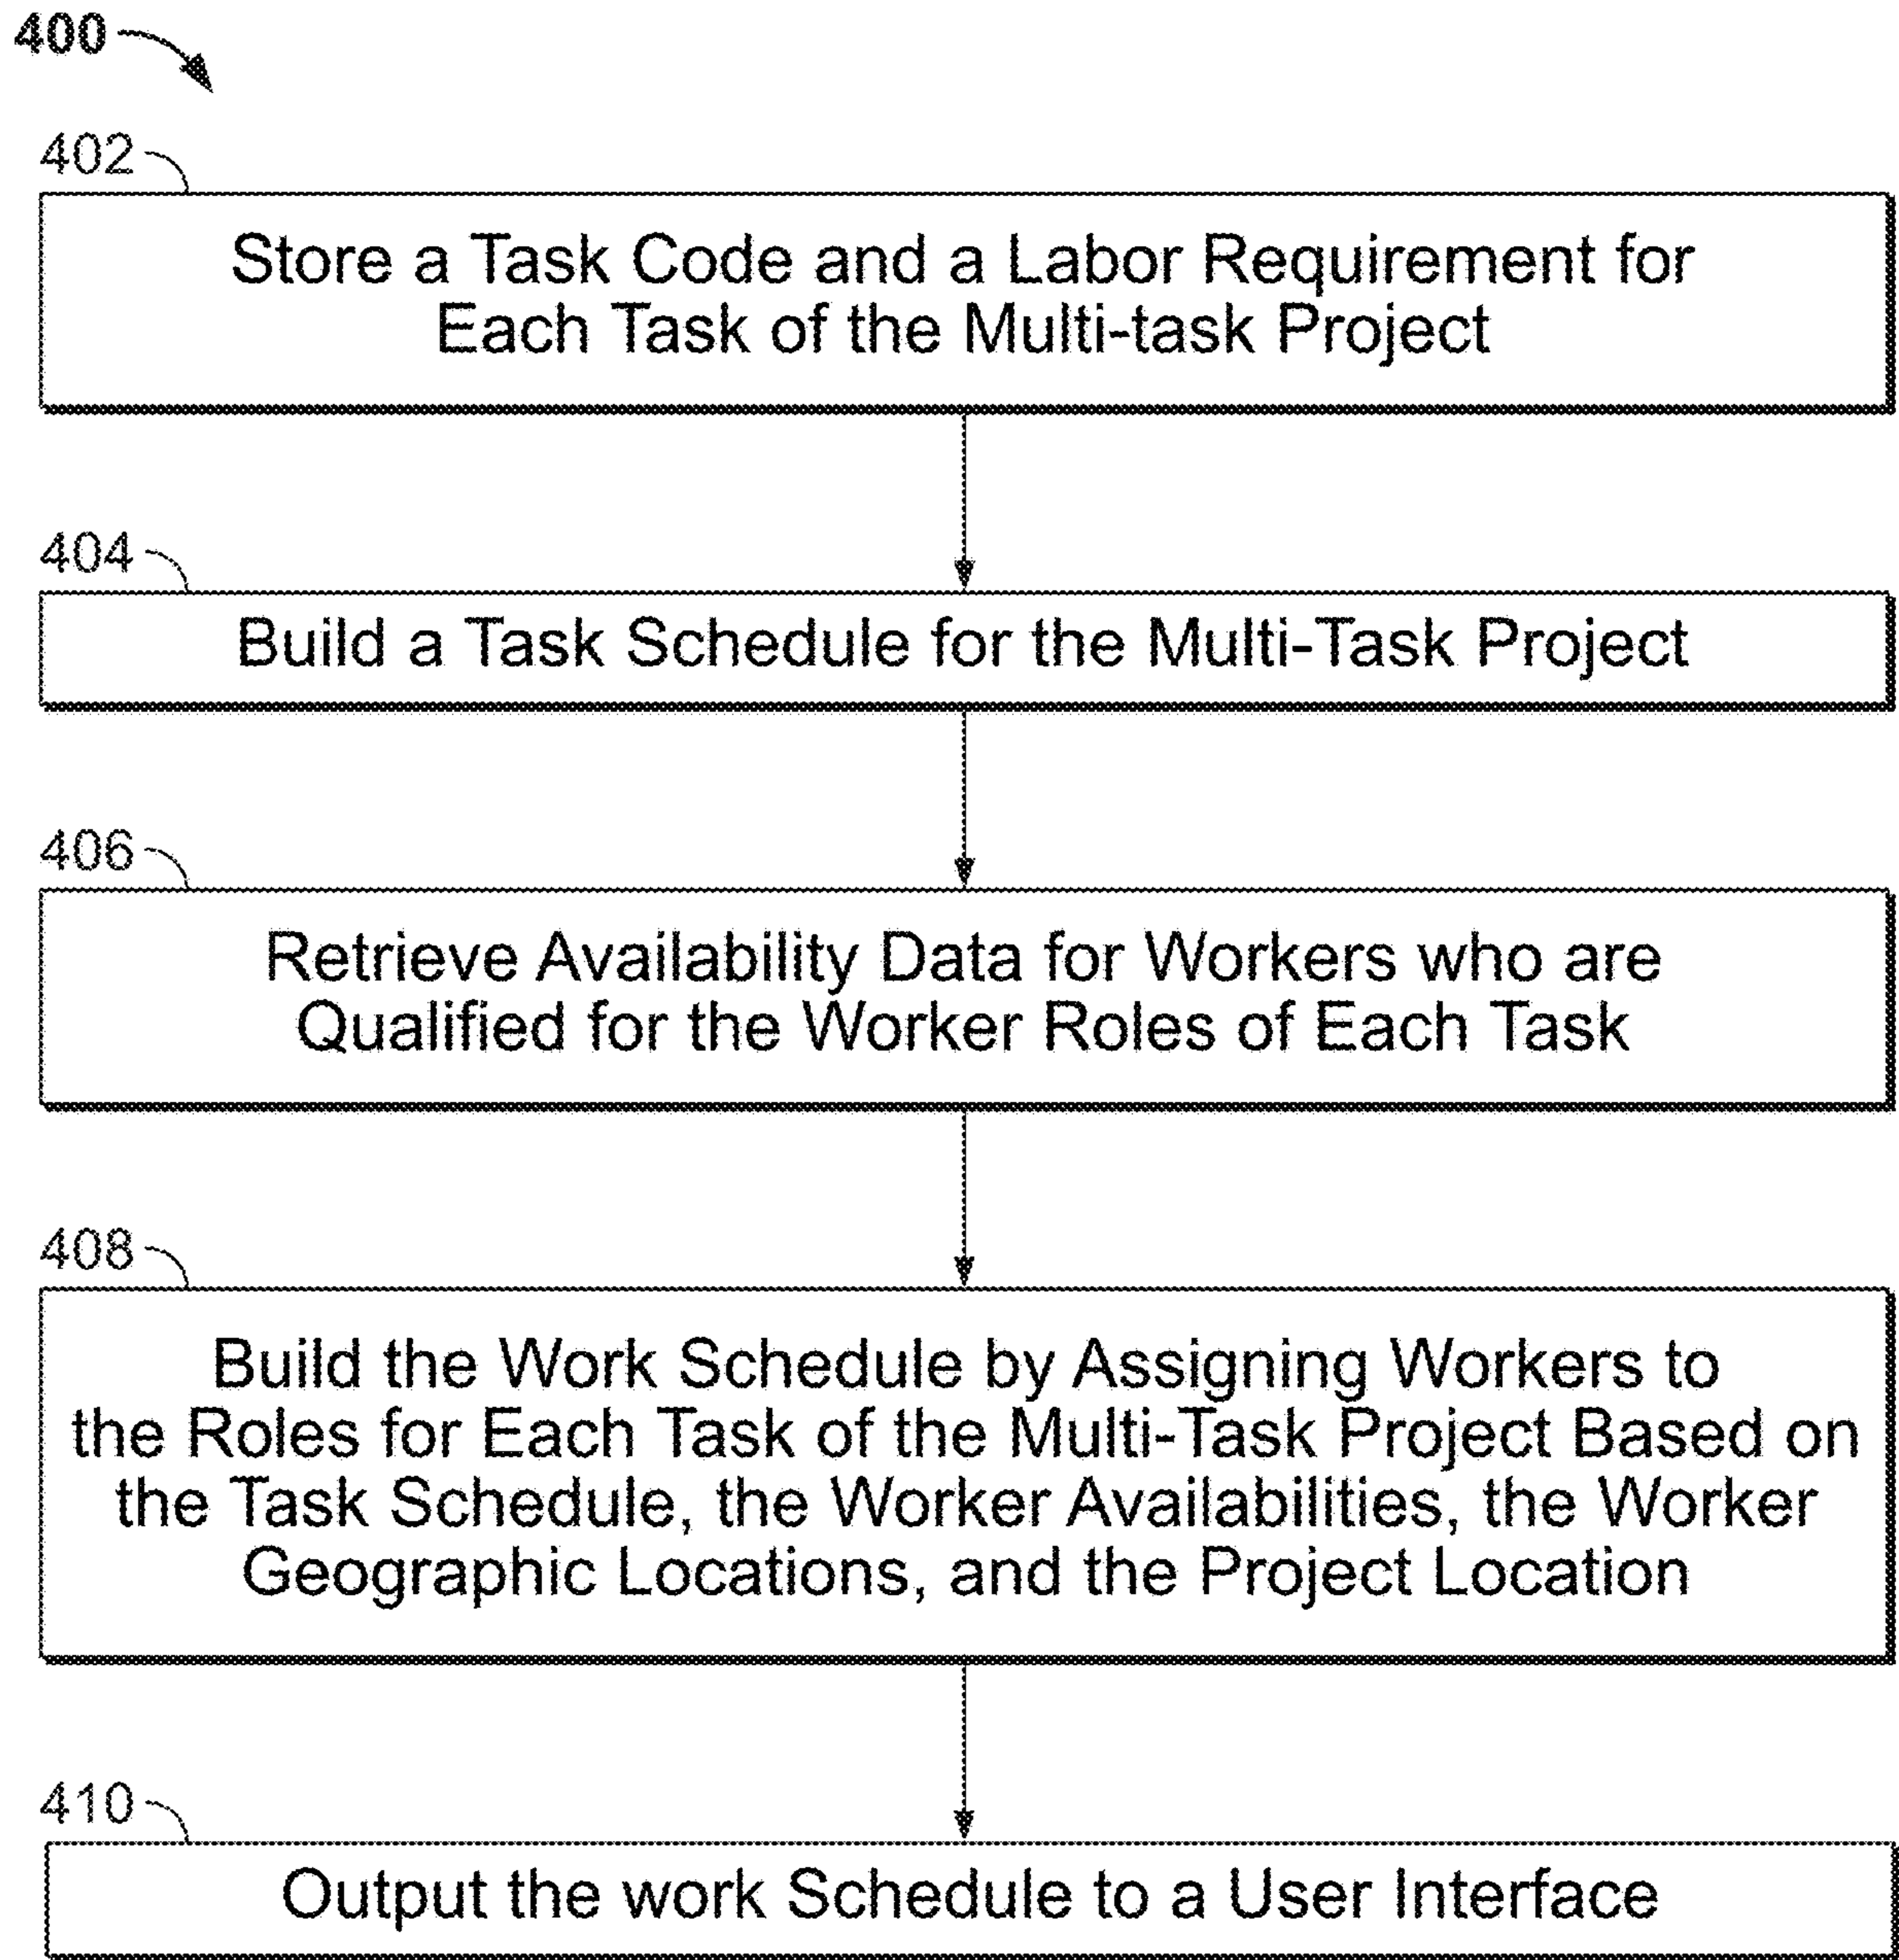 400
402
Store a Task Code and a Labor Requirement for
Each Task of the Multi-task Project
404
Build a Task Schedule for the Multi-Task Project
406
Retrieve Availability Data for Workers who are
Qualified for the Worker Roles of Each Task
408
Build the Work Schedule by Assigning Workers to
the Roles for Each Task of the Multi-Task Project Based on
the Task Schedule, the Worker Availabilities, the Worker
Geographic Locations, and the Project Location
410
Output the work Schedule to a User Interface